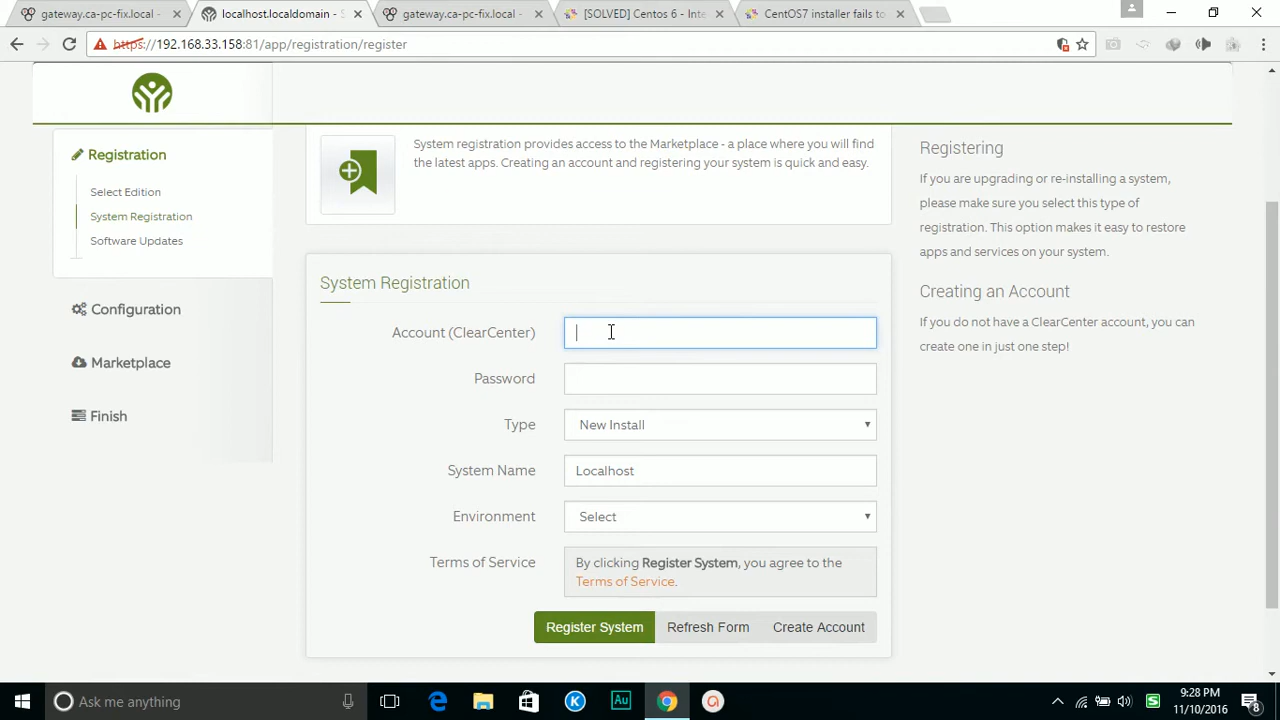 gateway.ca-pc-fix.local -
localhost.localdomain - S
gateway.ca-pc-fix.local -
[SOLVED] Centos 6 - Inte
CentOS7 installer fails to
https://192.168.33.158:81/app/registration/register
Registration
Select Edition
System Registration
Software Updates
Configuration
Marketplace
Finish
System registration provides access to the Marketplace - a place where you will find
the latest apps. Creating an account and registering your system is quick and easy.
System Registration
Account (ClearCenter)
Password
Type
New Install
System Name
Localhost
Environment
Select
Terms of Service
By clicking Register System, you agree to the
Terms of Service.
Register System
Refresh Form
Create Account
Registering
If you are upgrading or re-installing a system,
please make sure you select this type of
registration. This option makes it easy to restore
apps and services on your system.
Creating an Account
If you do not have a ClearCenter account, you can
create one in just one step!
Ask me anything
K
Au
a
S
9:28 PM
11/10/2016
8